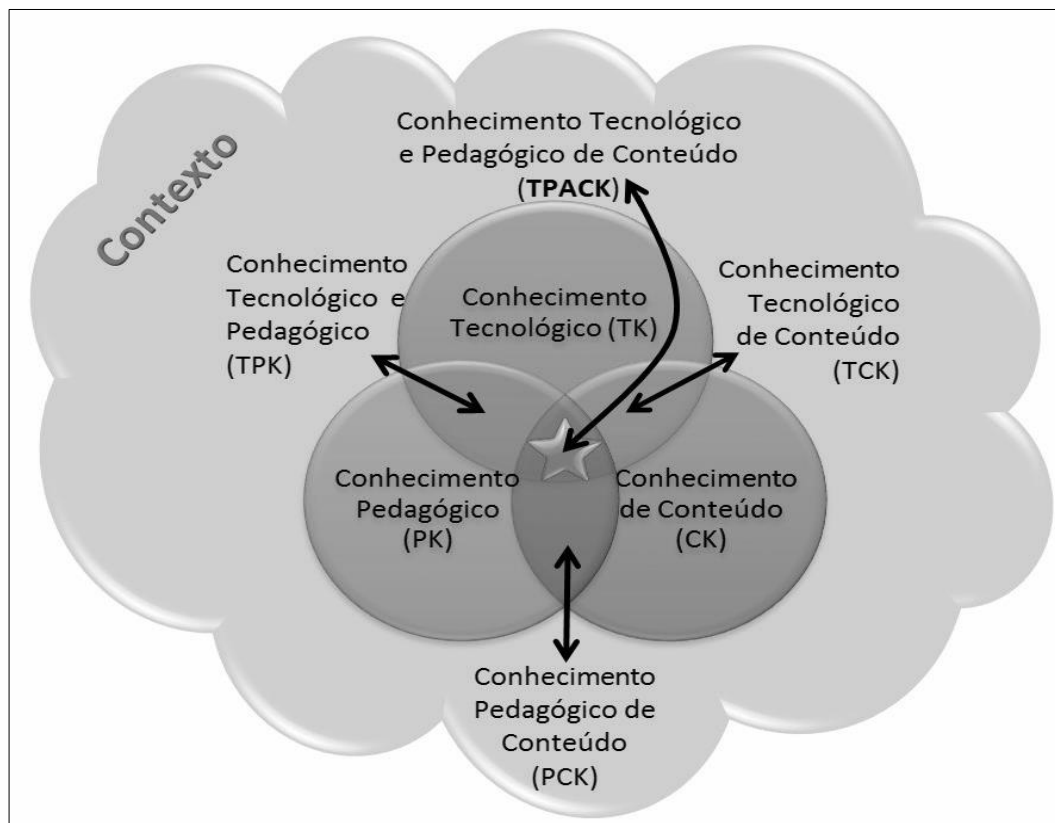 Contexto
Conhecimento Tecnológico
e Pedagógico de Conteúdo
(TPACK)
Conhecimento
Tecnológico e
Pedagógico
(TPK)
Conhecimento
Tecnológico (TK)
Conhecimento
Tecnológico
de Conteúdo
(TCK)
Conhecimento
Pedagógico
(PK)
Conhecimento
de Conteúdo
(CK)
Conhecimento
Pedagógico de
Conteúdo
(PCK)